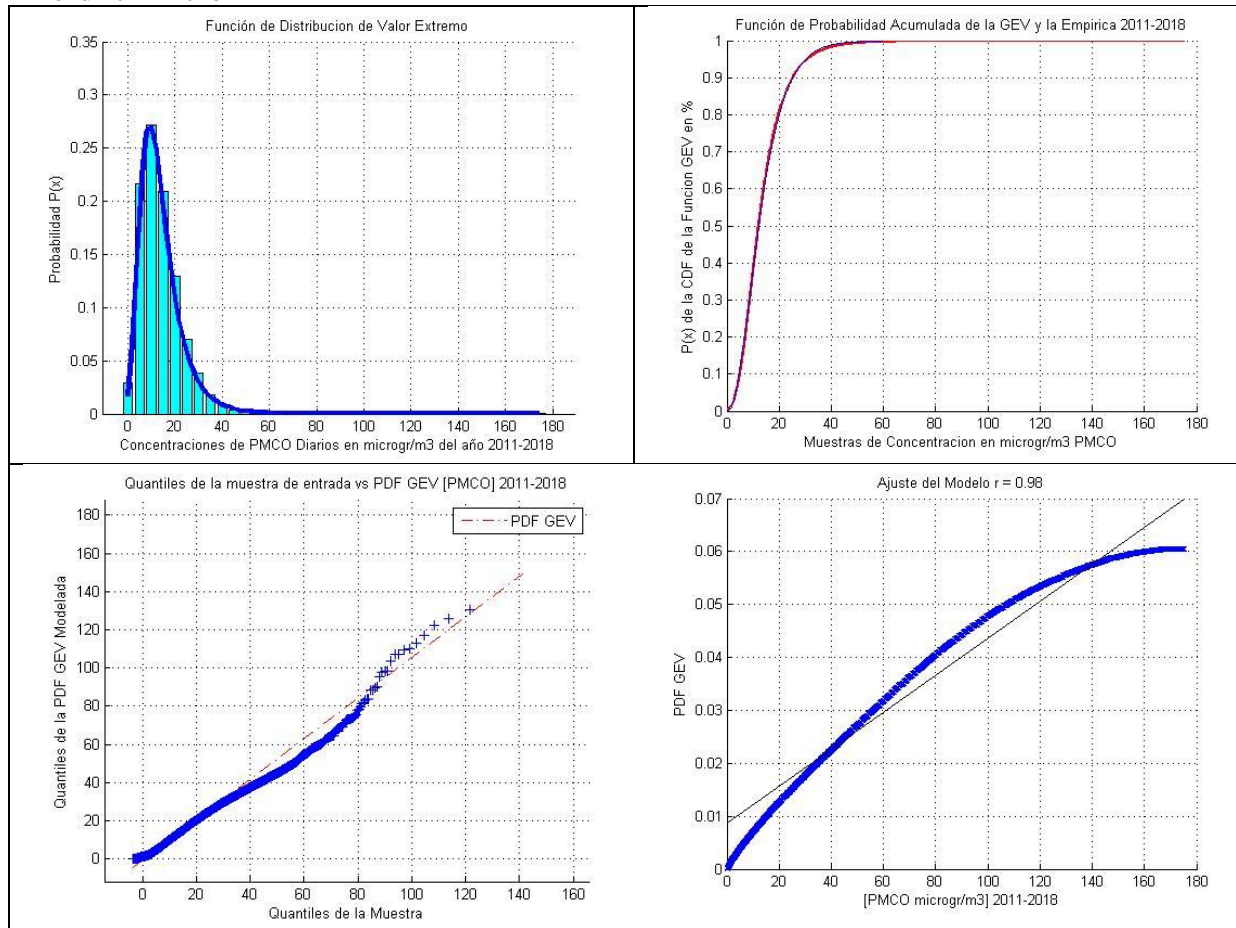 Función de Distribucion de Valor Extremo
0.35
0.3
0.25
0.2
0.15
0.1
0.05
0
Probabilidad P(x)
0 20 40 60 80 100 120 140 160 180
Concentraciones de PMCO Diarios en microgr/m3 del año 2011-2018
Función de Probabilidad Acumulada de la GEV y la Empirica 2011-2018
1
0.9
0.8
0.7
0.6
0.5
0.4
0.3
0.2
0.1
0
P(x) de la CDF de la Funcion GEV en %
0 20 40 60 80 100 120 140 160 180
Muestras de Concentracion en microgr/m3 PMCO
Quantiles de la muestra de entrada vs PDF GEV [PMCO] 2011-2018
PDF GEV
180
160
140
120
100
80
60
40
20
0
Quantiles de la PDF GEV Modelada
0 20 40 60 80 100 120 140 160
Quantiles de la Muestra
Ajuste del Modelo r = 0.98
0.07
0.06
0.05
0.04
0.03
0.02
0.01
0
PDF GEV
0 20 40 60 80 100 120 140 160 180
[PMCO microgr/m3] 2011-2018